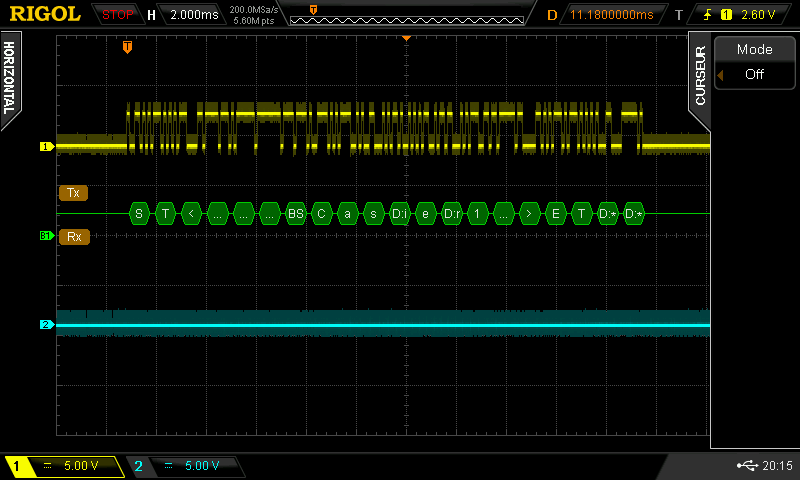 RIGOL STOP H 2.000ms 200.0MSa/s 5.60M pts T D 11.1800000ms T 1 2.60 V
HORIZONTAL
T
CURSEUR
Mode
Off
1
Tx
S T < ... ... ... BS C a s D:i e D:r 1 ... > E T D:* D:*
B1 Rx
2
1 5.00 V 2 5.00 V 20:15